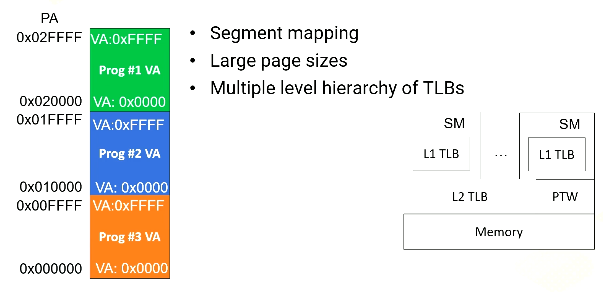 PA
0x02FFFF
VA:0xFFFF
Prog #1 VA
0x020000
VA: 0x0000
0x01FFFF
VA:0xFFFF
Prog #2 VA
0x010000
VA: 0x0000
0x00FFFF
VA:0xFFFF
Prog #3 VA
0x000000
VA: 0x0000
• Segment mapping
• Large page sizes
• Multiple level hierarchy of TLBs
SM
SM
L1 TLB
...
L1 TLB
L2 TLB
PTW
Memory